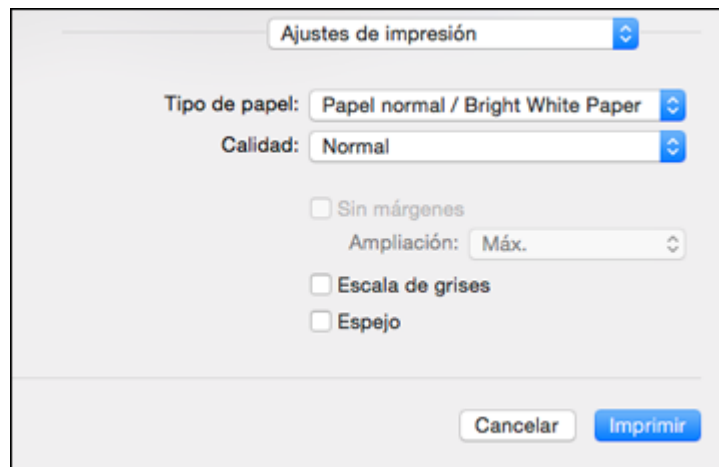 Ajustes de impresión
Tipo de papel: Papel normal / Bright White Paper
Calidad: Normal
Sin márgenes
Ampliación: Máx.
Escala de grises
Espejo
Cancelar Imprimir